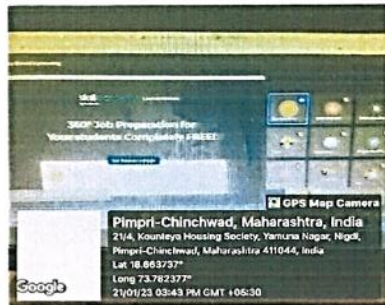 360° Job Preparation for
Your students Completely FREE!
GPS Map Camera
Pimpri-Chinchwad, Maharashtra, India
21/4, Kounteya Housing Society, Yamuna Nagar, Nigdi,
Pimpri-Chinchwad, Maharashtra 411044, India
Lat 18.663737°
Long 73.782377°
21/01/23 03:43 PM GMT +05:30
Google